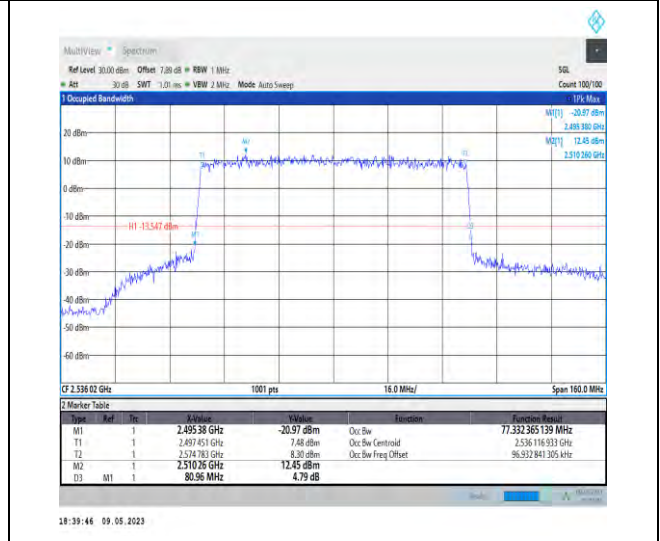 MultiView Spectrum
Ref Level 30.00 dBm Offset 7.89 dB RBW 1 MHz SGL
Att 30 dB SWT 1.01 ms VBW 2 MHz Mode Auto Sweep Count 100/100
1 Occupied Bandwidth 1Pk Max
M1[1] -20.97 dBm
2.495 380 GHz
M2[1] 12.45 dBm
2.510 260 GHz
20 dBm
M2
T1
T2
10 dBm
0 dBm
-10 dBm
H1 -13.547 dBm
D3
M1
-20 dBm
-30 dBm
-40 dBm
-50 dBm
-60 dBm
CF 2.536 02 GHz 1001 pts 16.0 MHz/ Span 160.0 MHz
2 Marker Table
Type Ref Trc X-Value Y-Value Function Function Result
M1 1 2.495 38 GHz -20.97 dBm Occ Bw 77.332 365 139 MHz
T1 1 2.497 451 GHz 7.48 dBm Occ Bw Centroid 2.536 116 933 GHz
T2 1 2.574 783 GHz 8.30 dBm Occ Bw Freq Offset 96.932 841 305 kHz
M2 1 2.510 26 GHz 12.45 dBm
D3 M1 1 80.96 MHz 4.79 dB
18:39:46 09.05.2023